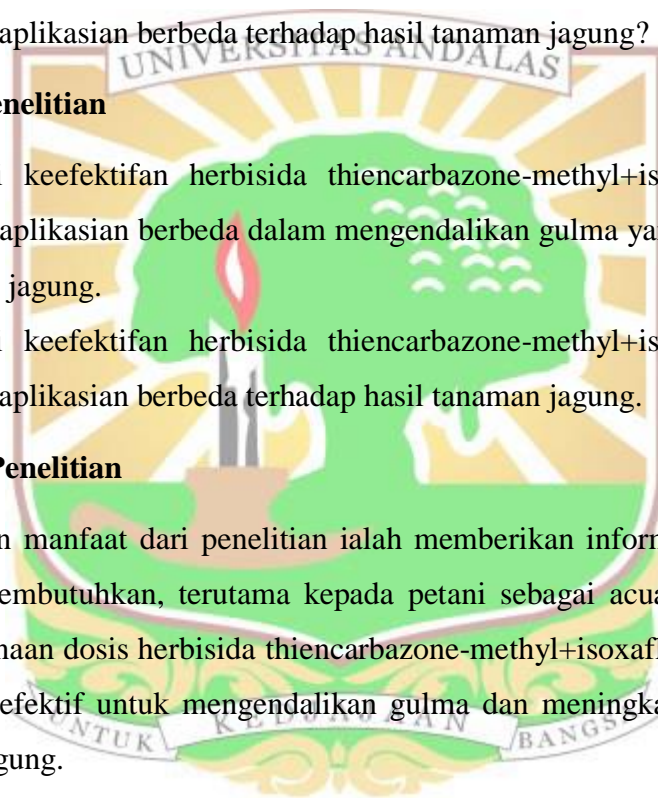 aplikasian berbeda terhadap hasil tanaman jagung?
UNIVERSITAS ANDALAS
enelitian
keefektifan herbisida thiencarbazone-methyl+is
aplikasian berbeda dalam mengendalikan gulma ya
jagung.
keefektifan herbisida thiencarbazone-methyl+is
aplikasian berbeda terhadap hasil tanaman jagung.
Penelitian
n manfaat dari penelitian ialah memberikan infor
embutuhkan, terutama kepada petani sebagai acua
naan dosis herbisida thiencarbazone-methyl+isoxafl
efektif untuk mengendalikan gulma dan meningka
UNTUK KEDJAJAAN BANGSA
gung.